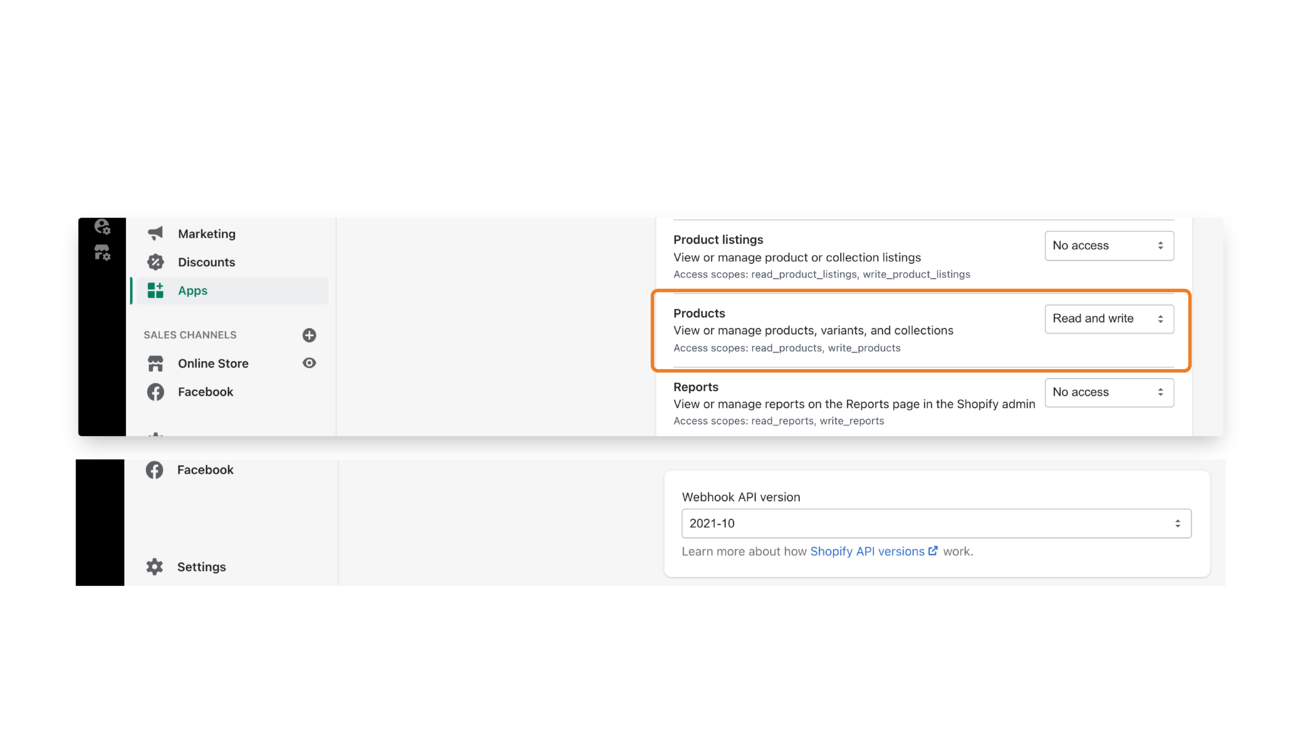 Marketing
Discounts
Apps
SALES CHANNELS
Online Store
Facebook
Product listings
View or manage product or collection listings
Access scopes: read_product_listings, write_product_listings
No access
Products
View or manage products, variants, and collections
Access scopes: read_products, write_products
Read and write
Reports
View or manage reports on the Reports page in the Shopify admin
Access scopes: read_reports, write_reports
No access
Facebook
Settings
Webhook API version
2021-10
Learn more about how Shopify API versions work.